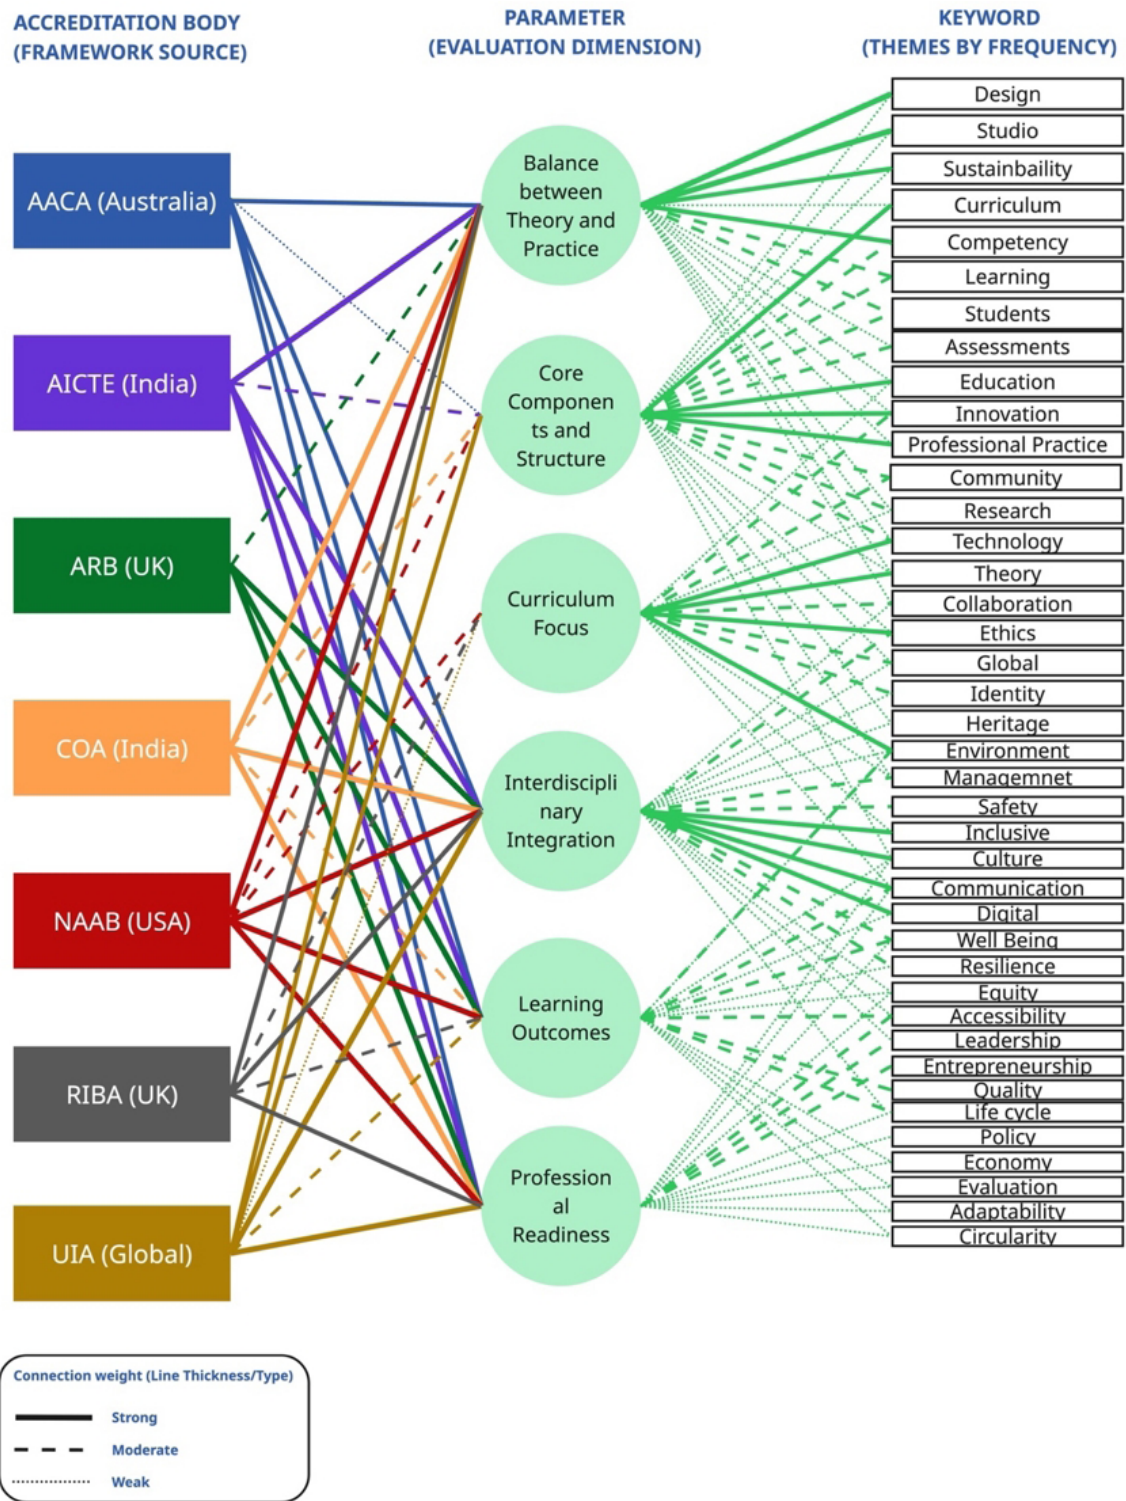 ACCREDITATION BODY
(FRAMEWORK SOURCE)
PARAMETER
(EVALUATION DIMENSION)
KEYWORD
(THEMES BY FREQUENCY)
AACA (Australia)
AICTE (India)
ARB (UK)
COA (India)
NAAB (USA)
RIBA (UK)
UIA (Global)
Balance
between
Theory and
Practice
Core
Componen
ts and
Structure
Curriculum
Focus
Interdiscipli
nary
Integration
Learning
Outcomes
Profession
al
Readiness
Design
Studio
Sustainbaility
Curriculum
Competency
Learning
Students
Assessments
Education
Innovation
Professional Practice
Community
Research
Technology
Theory
Collaboration
Ethics
Global
Identity
Heritage
Environment
Managemnet
Safety
Inclusive
Culture
Communication
Digital
Well Being
Resilience
Equity
Accessibility
Leadership
Entrepreneurship
Quality
Life cycle
Policy
Economy
Evaluation
Adaptability
Circularity
Connection weight (Line Thickness/Type)
Strong
Moderate
Weak